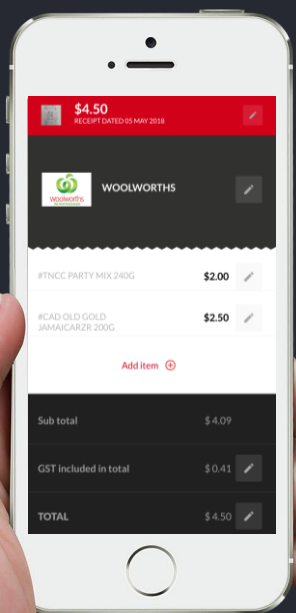 $4.50
RECEIPT DATED 05 MAY 2018
Woolworths
WOOLWORTHS
#TNCC PARTY MIX 240G $2.00
#CAD OLD GOLD $2.50
JAMAICARZR 200G
Add item
Sub total $4.09
GST included in total $0.41
TOTAL $4.50